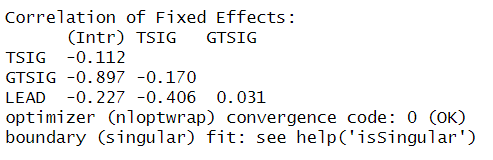 Correlation of Fixed Effects:
(Intr) TSIG GTSIG
TSIG -0.112
GTSIG -0.897 -0.170
LEAD -0.227 -0.406 0.031
optimizer (nloptwrap) convergence code: 0 (OK)
boundary (singular) fit: see help('isSingular')